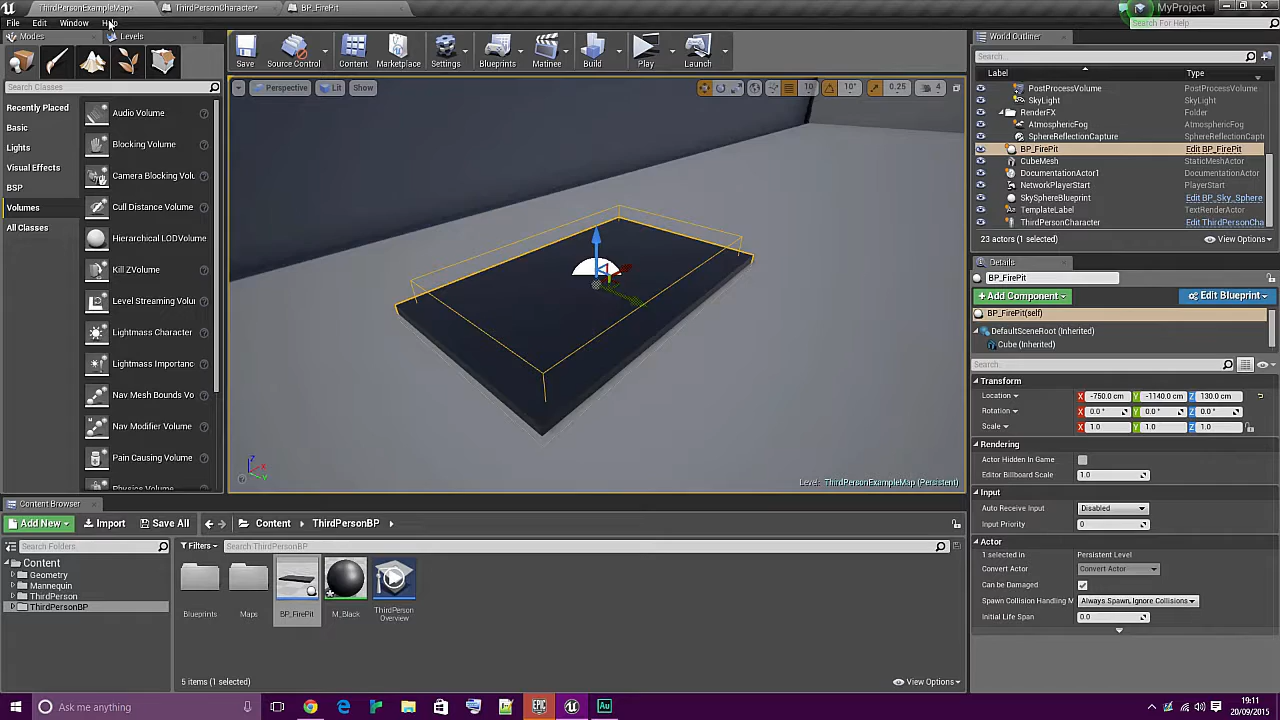 ThirdPersonExampleMap* ThirdPersonCharacter* BP_FirePit MyProject
File Edit Window Help Search For Help
Modes Levels
Save Source Control Content Marketplace Settings Blueprints Matinee Build Play Launch
World Outliner
Search...
Label Type
PostProcessVolume PostProcessVolume
SkyLight SkyLight
RenderFX Folder
AtmosphericFog AtmosphericFog
SphereReflectionCapture SphereReflectionC
BP_FirePit Edit BP_FirePit
CubeMesh StaticMeshActor
DocumentationActor1 DocumentationActor
NetworkPlayerStart PlayerStart
SkySphereBlueprint Edit BP_Sky_Sphere
TemplateLabel TextRenderActor
ThirdPersonCharacter Edit ThirdPersonCha
23 actors (1 selected) View Options
Search Classes
Recently Placed
Basic
Lights
Visual Effects
BSP
Volumes
All Classes
Audio Volume
Blocking Volume
Camera Blocking Volu
Cull Distance Volume
Hierarchical LODVolume
Kill ZVolume
Level Streaming Volur
Lightmass Character
Lightmass Importanc
Nav Mesh Bounds Vo
Nav Modifier Volume
Pain Causing Volume
Physics Volume
Perspective Lit Show 10 10° 0.25 4
Level: ThirdPersonExampleMap (Persistent)
Details
BP_FirePit
+ Add Component Edit Blueprint
BP_FirePit(self)
DefaultSceneRoot (Inherited)
Cube (Inherited)
Search
Transform
Location X -750.0 cm Y -1140.0 cm Z 130.0 cm
Rotation X 0.0 ° Y 0.0 ° Z 0.0 °
Scale X 1.0 Y 1.0 Z 1.0
Rendering
Actor Hidden In Game
Editor Billboard Scale 1.0
Input
Auto Receive Input Disabled
Input Priority 0
Actor
1 selected in Persistent Level
Convert Actor Convert Actor
Can be Damaged
Spawn Collision Handling M Always Spawn, Ignore Collisions
Initial Life Span 0.0
Content Browser
Add New Import Save All Content ThirdPersonBP
Search Folders Filters Search ThirdPersonBP
Content
Geometry
Mannequin
ThirdPerson
ThirdPersonBP
Blueprints Maps BP_FirePit M_Black ThirdPerson Overview
5 items (1 selected) View Options
Ask me anything EPIC Au
19:11
20/09/2015